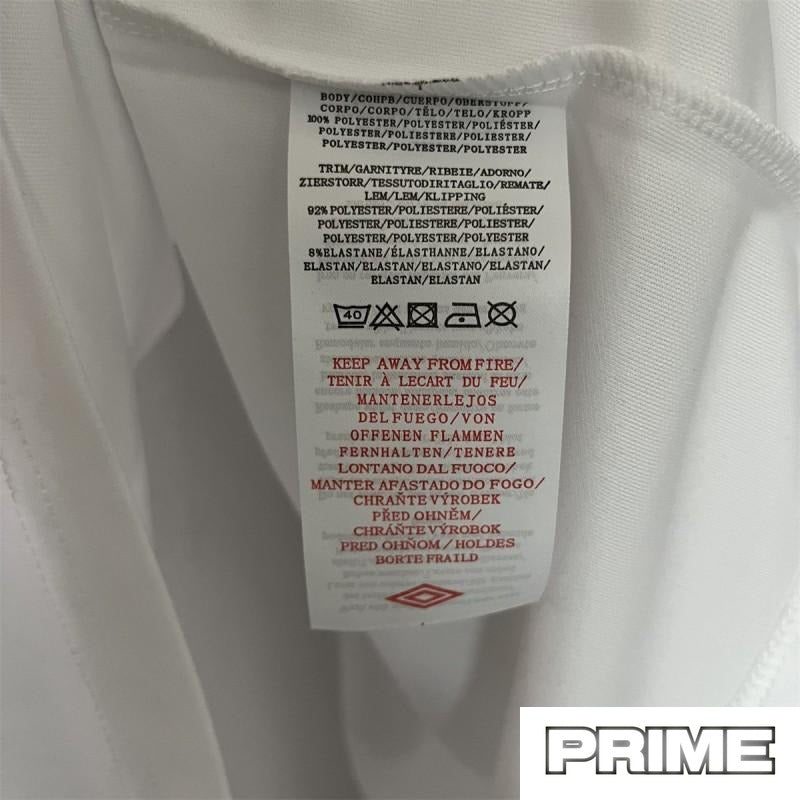 BODY/COHPB/CUERPO/OBERSTOFF/
CORPO/CORPO/TĚLO/TELO/KROPP
100% POLYESTER/POLYESTER/POLIÉSTER/
POLYESTER/POLIESTERE/POLIÉSTER/
POLYESTER/POLYESTER/POLYESTER
TRIM/GARNITYRE/RIBEIE/ADORNO/
ZIERSTORR/TESSUTODIRITAGLIO/REMATE/
LEM/LEM/KLIPPING
92% POLYESTER/POLIESTERE/POLIÉSTER/
POLYESTER/POLIESTERE/POLIÉSTER/
POLYESTER/POLYESTER/POLYESTER
8%ELASTANE/ÉLASTHANNE/ELASTANO/
ELASTAN/ELASTAN/ELASTANO/ELASTAN/
ELASTAN/ELASTAN
40
KEEP AWAY FROM FIRE/
TENIR À LECART DU FEU/
MANTENERLEJOS
DEL FUEGO/VON
OFFENEN FLAMMEN
FERNHALTEN/TENERE
LONTANO DAL FUOCO/
MANTER AFASTADO DO FOGO/
CHRAŇTE VÝROBEK
PŘED OHNĚM/
CHRÁŇTE VÝROBOK
PRED OHŇOM/HOLDES
BORTE FRAILD
PRIME